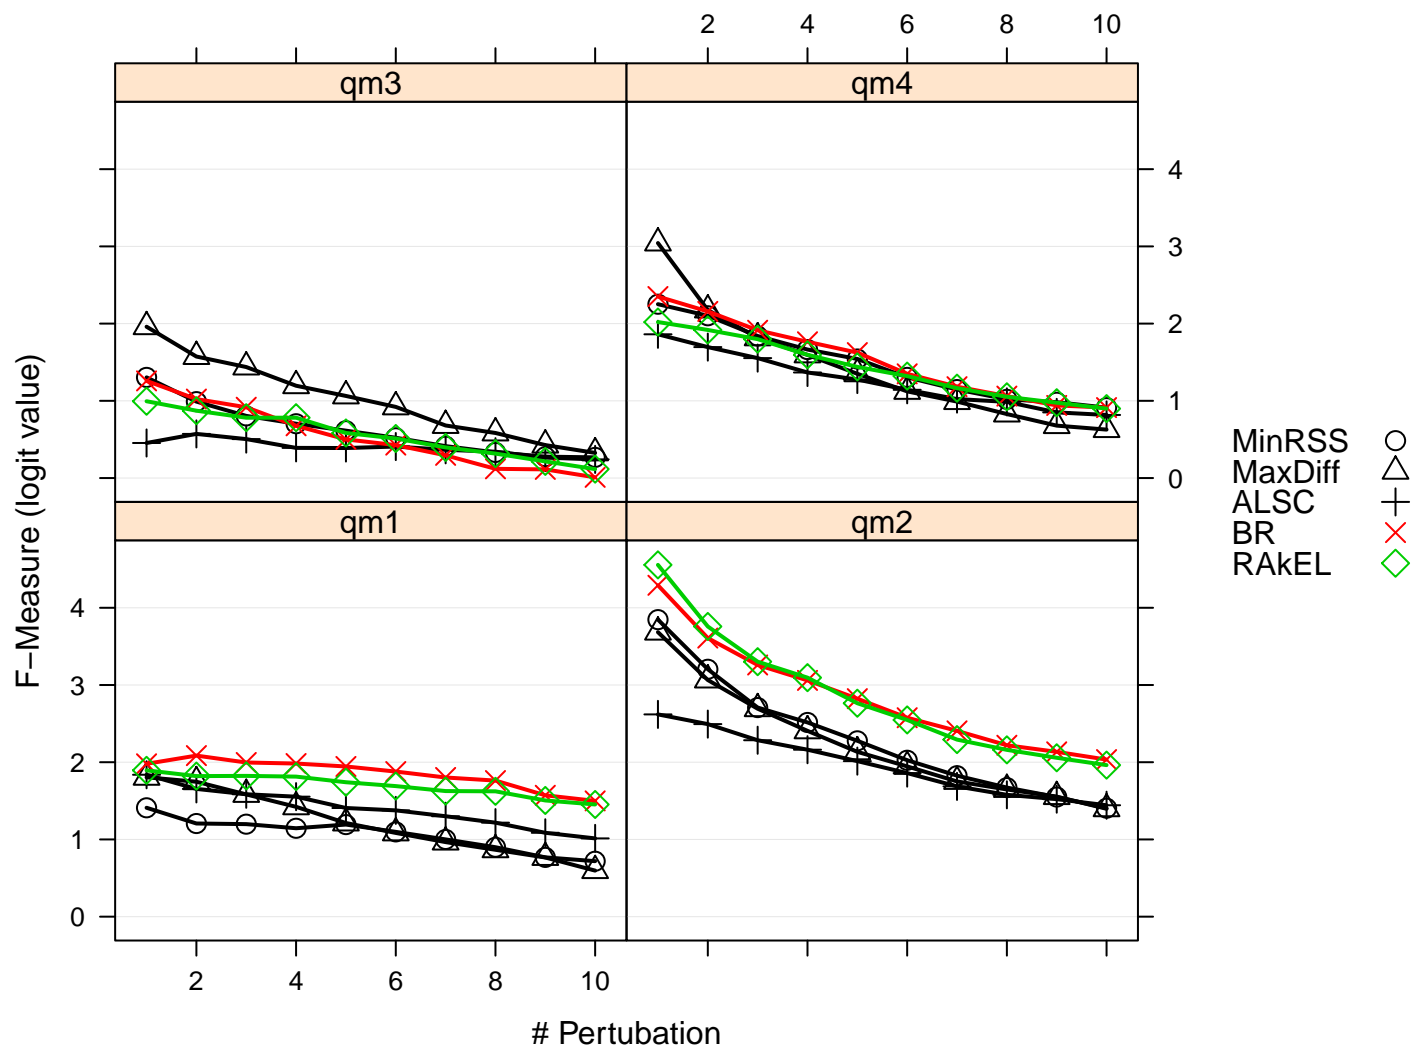 2 4 6 8 10
qm3 qm4
4
3
2
1
0
F−Measure (logit value)
qm1 qm2
4
3
2
1
0
2 4 6 8 10
# Pertubation
MinRSS
MaxDiff
ALSC
BR
RAkEL